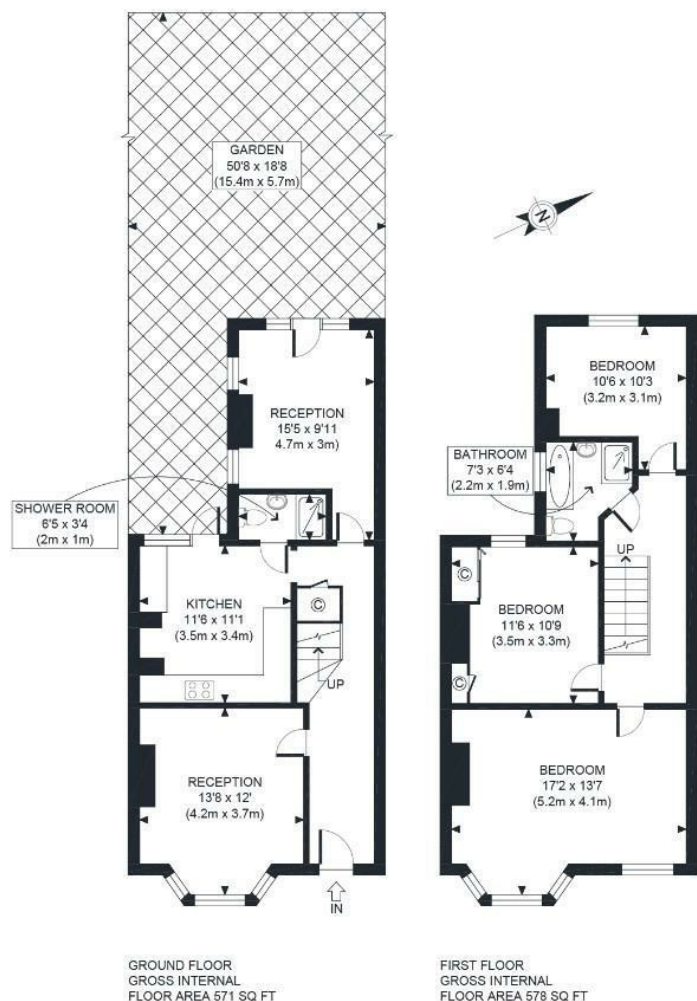 GARDEN
50'8 x 18'8
(15.4m x 5.7m)
N
RECEPTION
15'5 x 9'11
4.7m x 3m)
SHOWER ROOM
6'5 x 3'4
(2m x 1m)
C
KITCHEN
11'6 x 11'1
(3.5m x 3.4m)
UP
RECEPTION
13'8 x 12'
(4.2m x 3.7m)
IN
GROUND FLOOR
GROSS INTERNAL
FLOOR AREA 571 SQ FT
BEDROOM
10'6 x 10'3
(3.2m x 3.1m)
BATHROOM
7'3 x 6'4
(2.2m x 1.9m)
UP
C
BEDROOM
11'6 x 10'9
(3.5m x 3.3m)
C
BEDROOM
17'2 x 13'7
(5.2m x 4.1m)
FIRST FLOOR
GROSS INTERNAL
FLOOR AREA 578 SQ FT